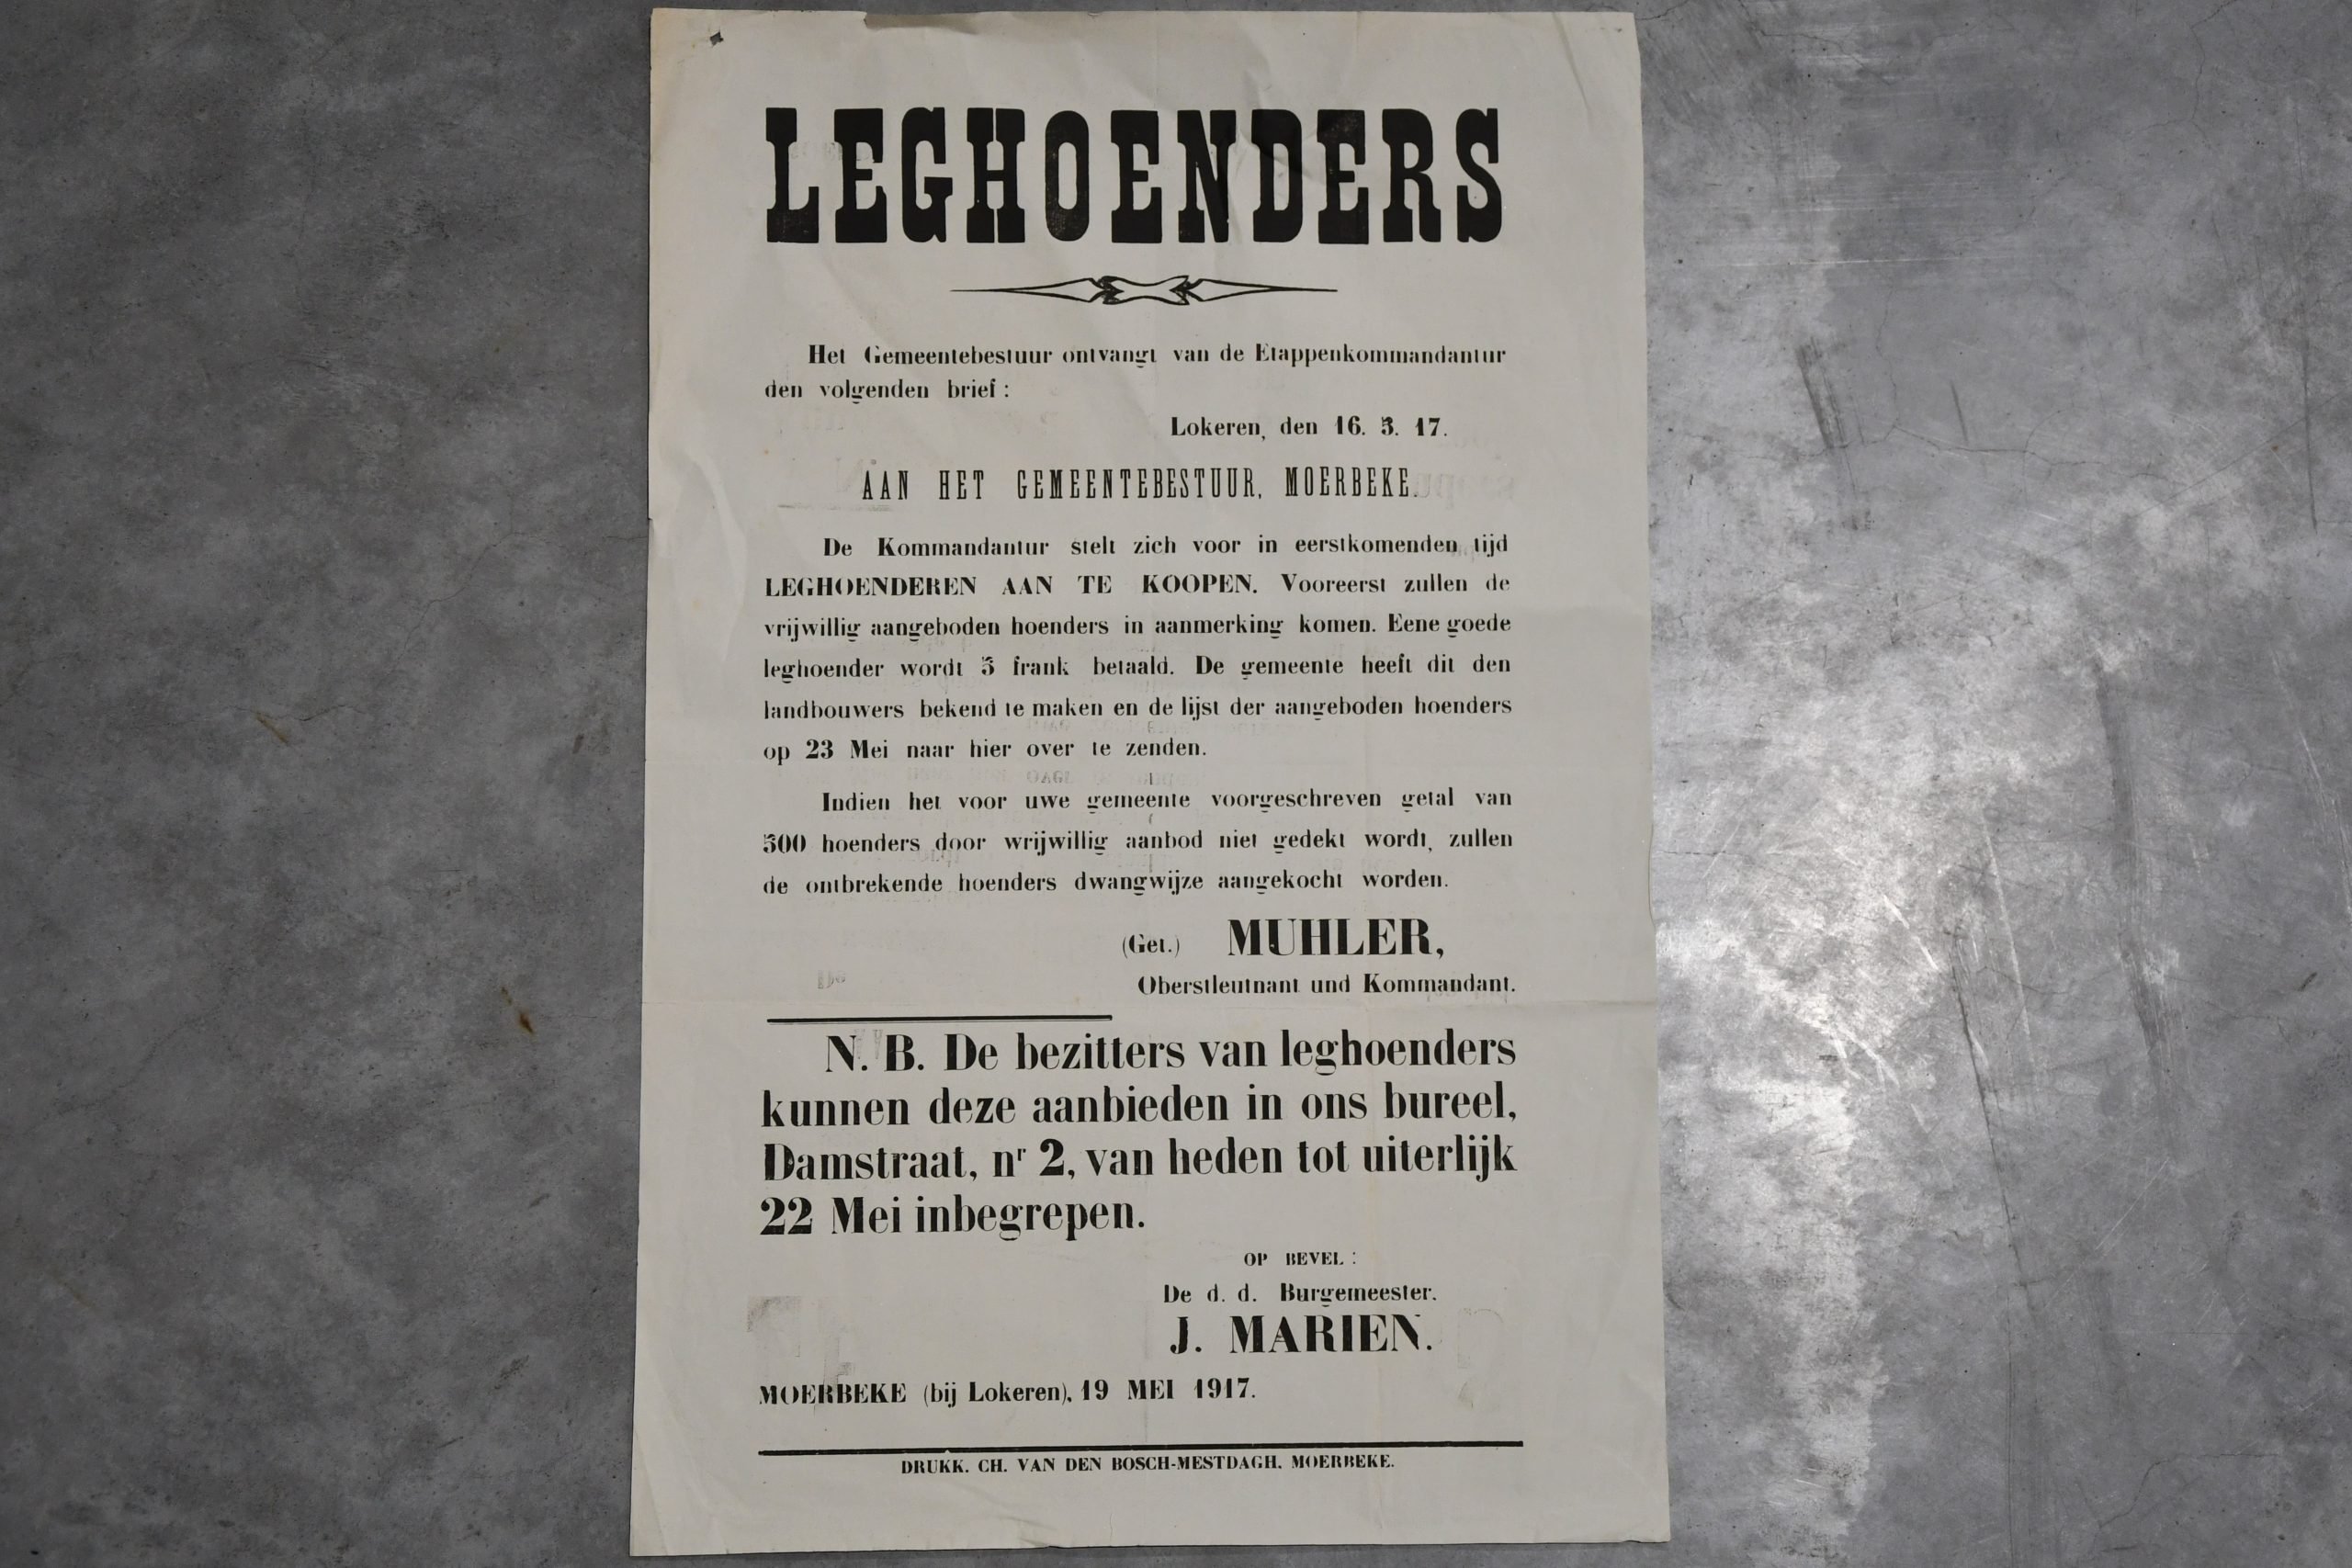 LEGHOENDERS
Het Gemeentebestuur ontvangt van de Etappenkommandantur
den volgenden brief :
Lokeren, den 16. 5. 17.
AAN HET GEMEENTEBESTUUR, MOERBEKE.
De Kommandantur stelt zich voor in eerstkomenden tijd
LEGHOENDEREN AAN TE KOOPEN. Vooreerst zullen de
vrijwillig aangeboden hoenders in aanmerking komen. Eene goede
leghoender wordt 5 frank betaald. De gemeente heeft dit den
landbouwers bekend te maken en de lijst der aangeboden hoenders
op 23 Mei naar hier over te zenden.
Indien het voor uwe gemeente voorgeschreven getal van
500 hoenders door wrijwillig aanbod niet gedekt wordt, zullen
de ontbrekende hoenders dwangwijze aangekocht worden.
(Get.) MUHLER,
Oberstleutnant und Kommandant.
N. B. De bezitters van leghoenders
kunnen deze aanbieden in ons bureel,
Damstraat, nr 2, van heden tot uiterlijk
22 Mei inbegrepen.
OP BEVEL :
De d. d. Burgemeester.
J. MARIEN.
MOERBEKE (bij Lokeren), 19 MEI 1917.
DRUKK. CH. VAN DEN BOSCH-MESTDAGH. MOERBEKE.